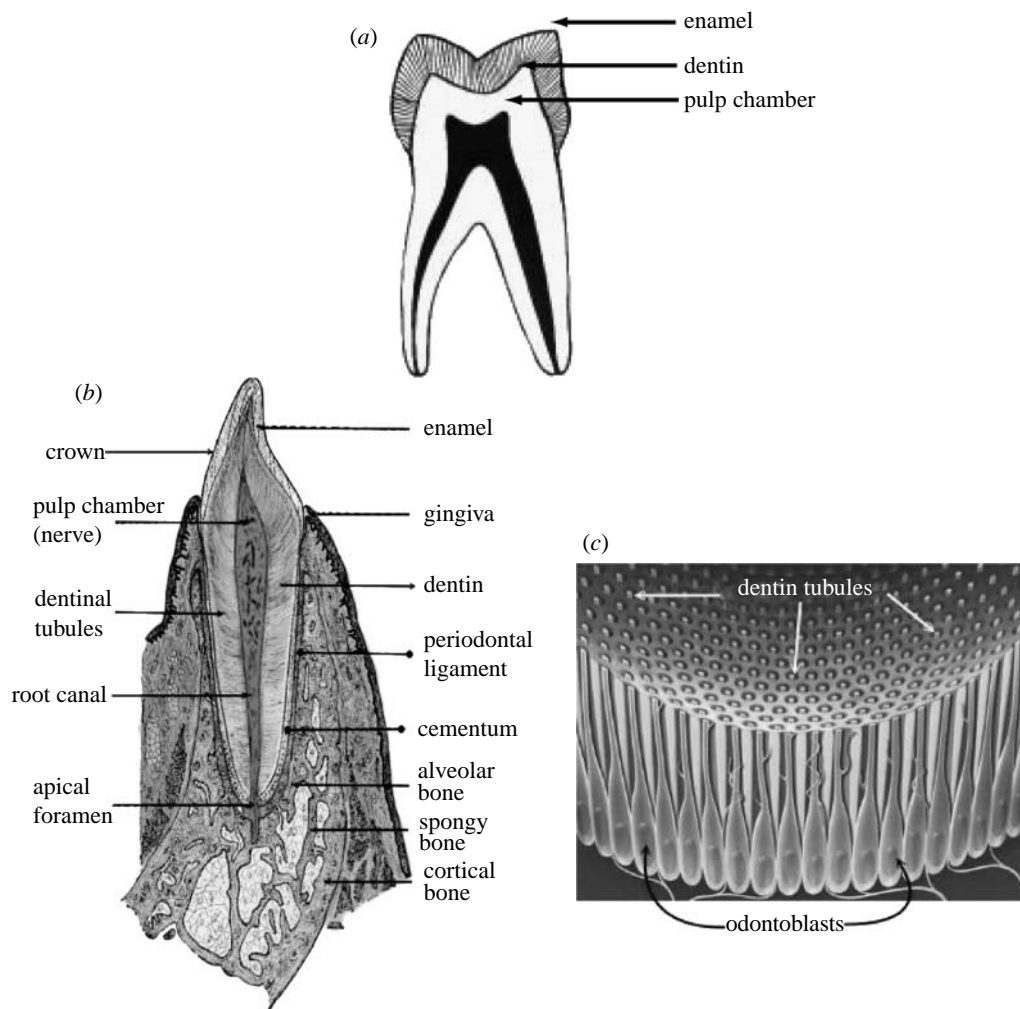 (a)
enamel
dentin
pulp chamber
(b)
crown
pulp chamber
(nerve)
dentinal
tubules
root canal
apical
foramen
enamel
gingiva
dentin
periodontal
ligament
cementum
alveolar
bone
spongy
bone
cortical
bone
(c)
dentin tubules
odontoblasts